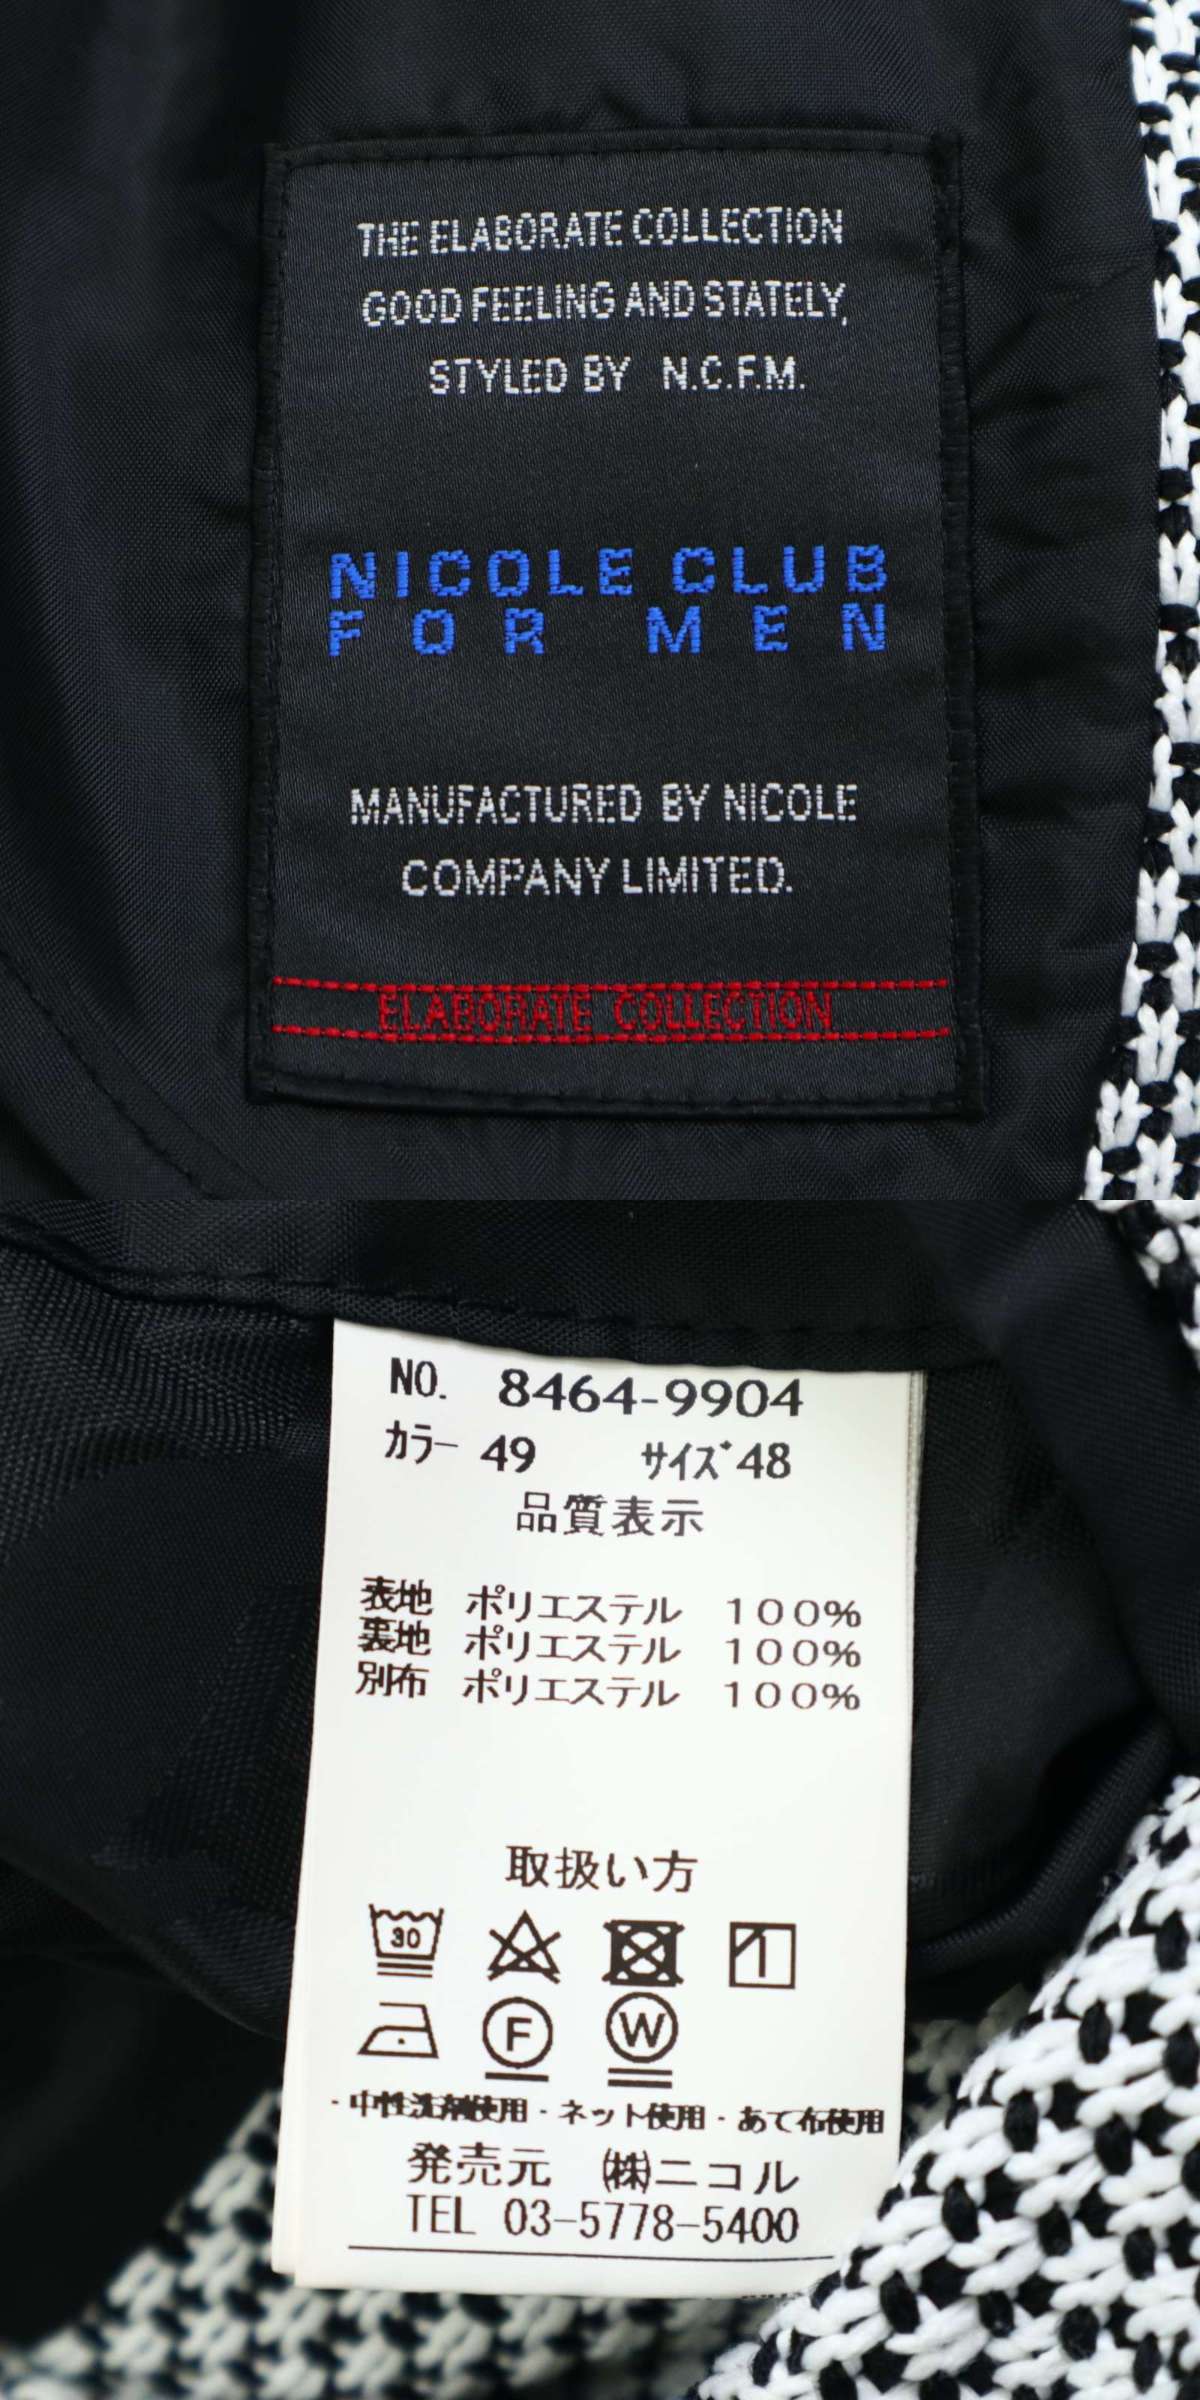 THE ELABORATE COLLECTION
GOOD FEELING AND STATELY,
STYLED BY N.C.F.M.
NICOLE CLUB
FOR MEN
MANUFACTURED BY NICOLE
COMPANY LIMITED.
ELABORATE COLLECTION
NO. 8464-9904
カラー 49 サイズ 48
品質表示
表地 ポリエステル 100%
裏地 ポリエステル 100%
別布 ポリエステル 100%
取扱い方
30
F W
・中性洗剤使用・ネット使用・あて布使用
発売元 ㈱ニコル
TEL 03-5778-5400